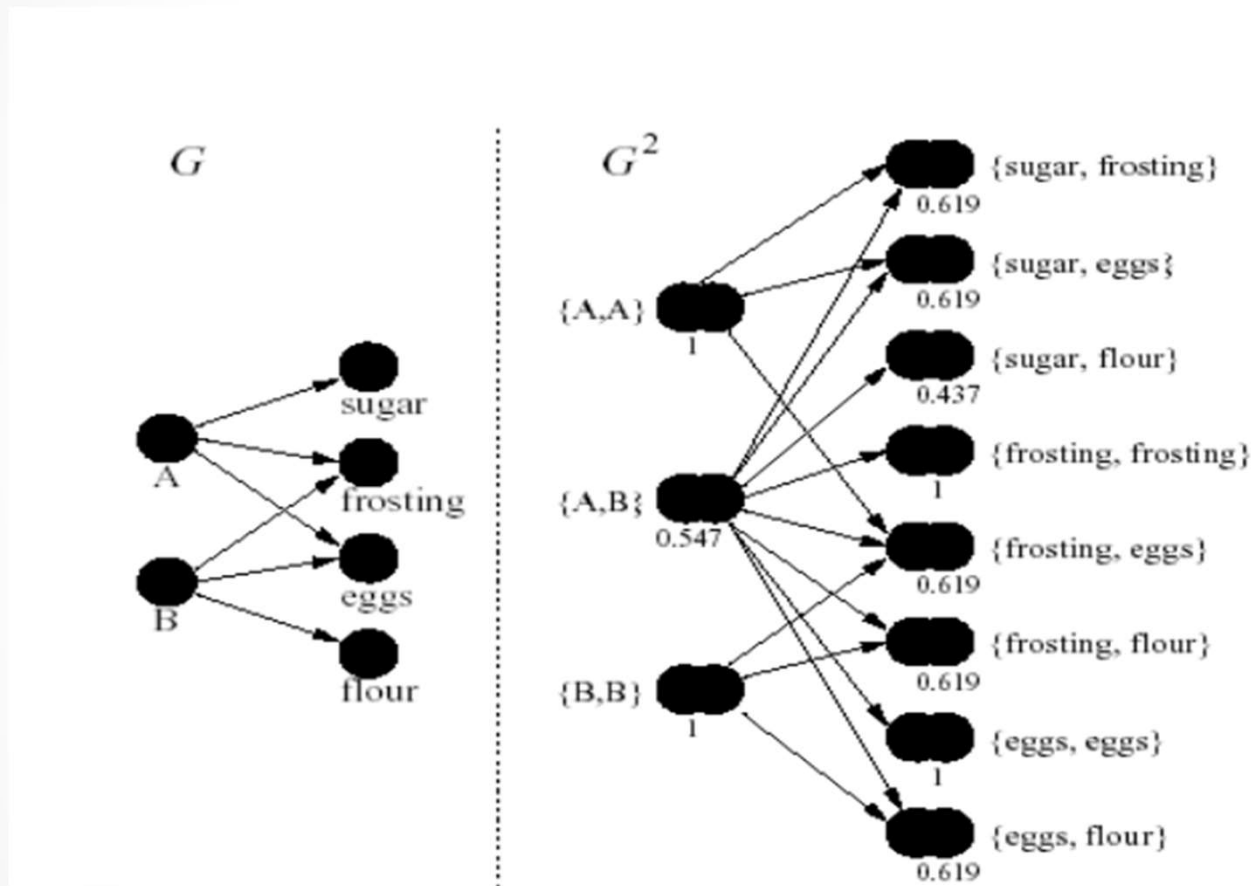 G
sugar
A
frosting
B
eggs
flour
G²
{sugar, frosting}
0.619
{sugar, eggs}
0.619
{A,A}
1
{sugar, flour}
0.437
{frosting, frosting}
1
{A,B}
0.547
{frosting, eggs}
0.619
{frosting, flour}
0.619
{B,B}
1
{eggs, eggs}
1
{eggs, flour}
0.619